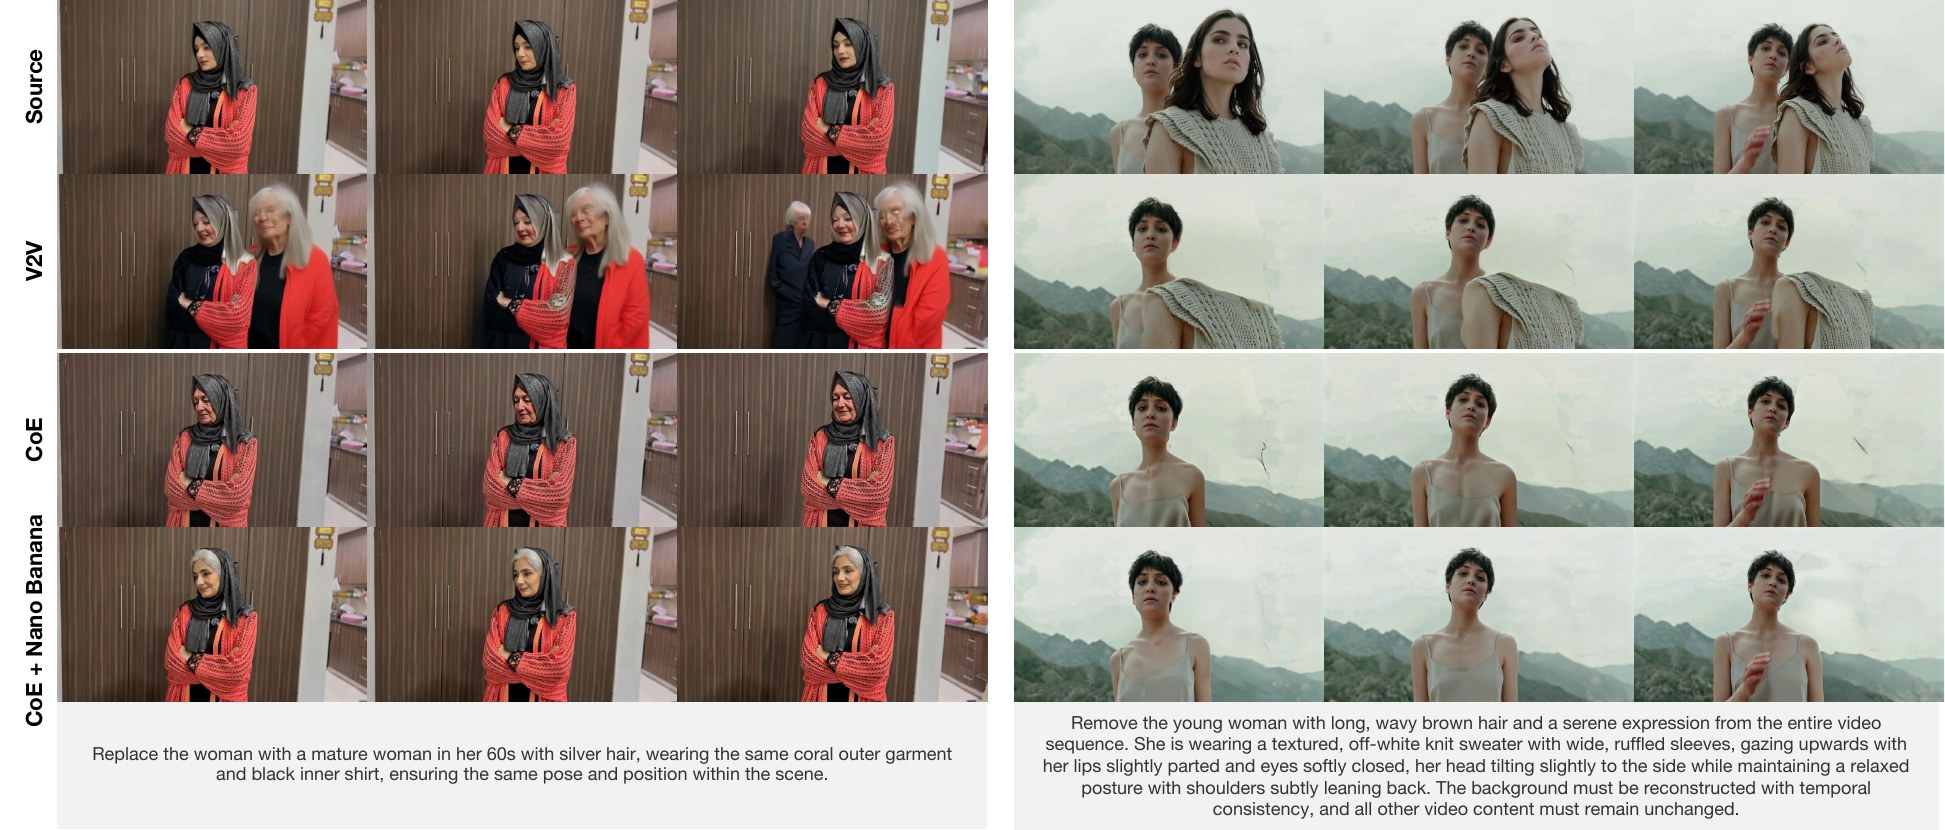 Source
V2V
CoE
CoE + Nano Banana
Replace the woman with a mature woman in her 60s with silver hair, wearing the same coral outer garment
and black inner shirt, ensuring the same pose and position within the scene.
Remove the young woman with long, wavy brown hair and a serene expression from the entire video
sequence. She is wearing a textured, off-white knit sweater with wide, ruffled sleeves, gazing upwards with
her lips slightly parted and eyes softly closed, her head tilting slightly to the side while maintaining a relaxed
posture with shoulders subtly leaning back. The background must be reconstructed with temporal
consistency, and all other video content must remain unchanged.